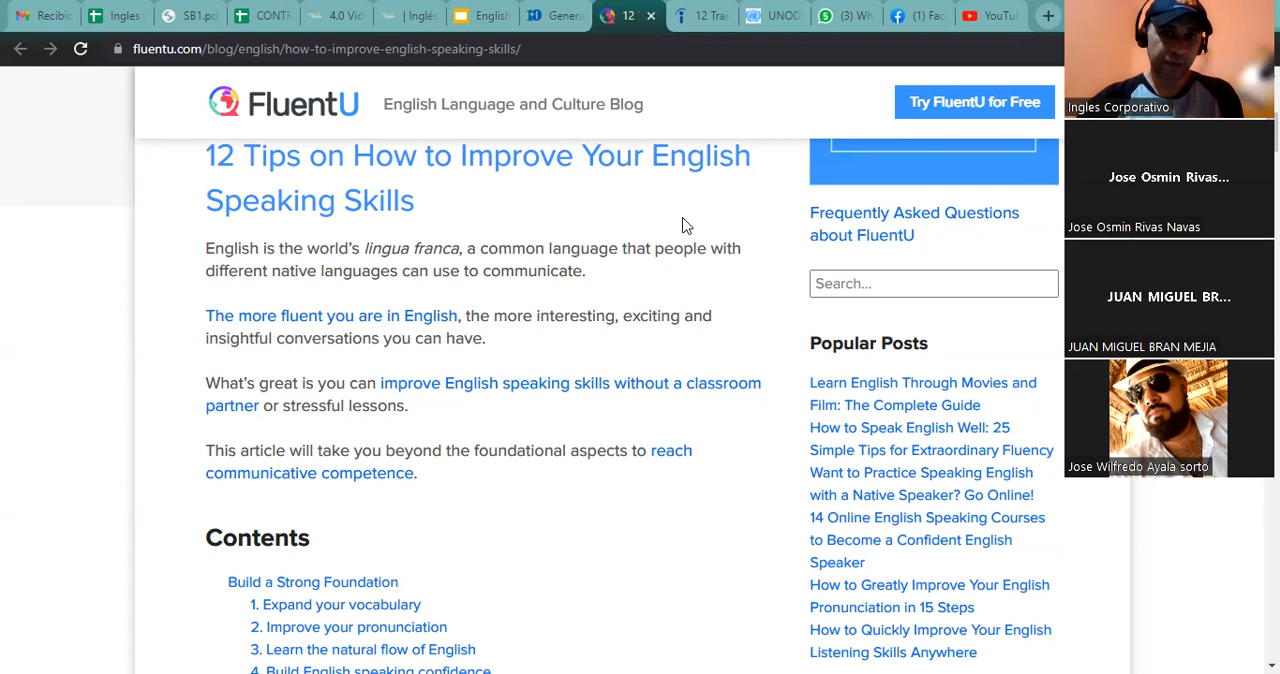 Recibic
Ingles
SB1.pd
CONTR
4.0 Vid
| Inglés
English
Genera
12
12 Trai
UNOD
(3) Wh
(1) Fac
YouTu
fluentu.com/blog/english/how-to-improve-english-speaking-skills/
FluentU
English Language and Culture Blog
Try FluentU for Free
12 Tips on How to Improve Your English
Speaking Skills
English is the world's lingua franca, a common language that people with
different native languages can use to communicate.
The more fluent you are in English, the more interesting, exciting and
insightful conversations you can have.
What's great is you can improve English speaking skills without a classroom
partner or stressful lessons.
This article will take you beyond the foundational aspects to reach
communicative competence.
Contents
Build a Strong Foundation
1. Expand your vocabulary
2. Improve your pronunciation
3. Learn the natural flow of English
4. Build English speaking confidence
Frequently Asked Questions
about FluentU
Search...
Popular Posts
Learn English Through Movies and
Film: The Complete Guide
How to Speak English Well: 25
Simple Tips for Extraordinary Fluency
Want to Practice Speaking English
with a Native Speaker? Go Online!
14 Online English Speaking Courses
to Become a Confident English
Speaker
How to Greatly Improve Your English
Pronunciation in 15 Steps
How to Quickly Improve Your English
Listening Skills Anywhere
Ingles Corporativo
Jose Osmin Rivas...
Jose Osmin Rivas Navas
JUAN MIGUEL BR...
JUAN MIGUEL BRAN MEJIA
Jose Wilfredo Ayala sorto